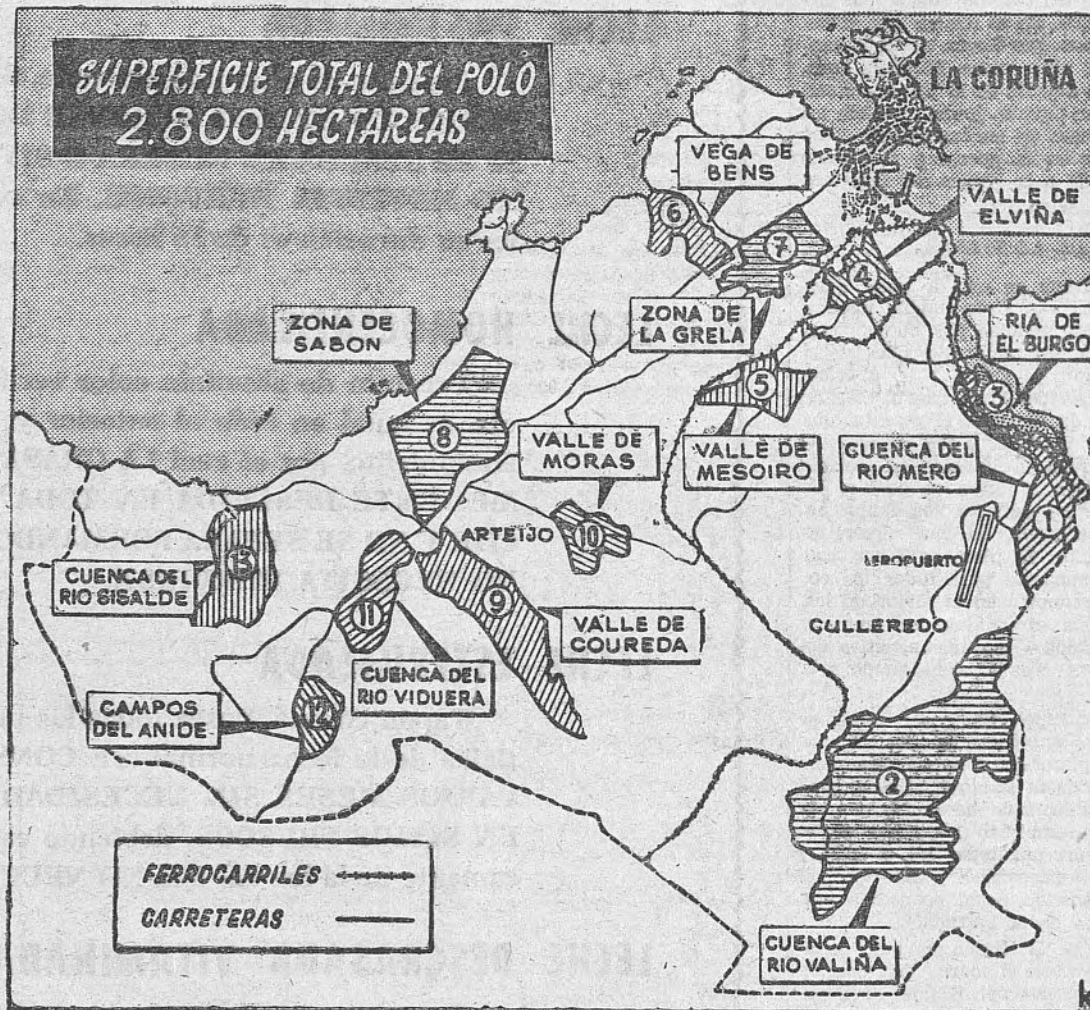 SUPERFICIE TOTAL DEL POLO
2.800 HECTAREAS
LA CORUÑA
VEGA DE
BENS
VALLE DE
ELVIÑA
6
7
4
ZONA DE
SABON
ZONA DE
LA GRELA
RIA DE
EL BURGO
3
5
8
VALLE DE
MORAS
VALLE DE
MESOIRO
CUENCA DEL
RIO MERO
1
ARTEIJO
10
AEROPUERTO
13
CUENCA DEL
RIO SISALDE
11
9
VALLE DE
COUREDA
CULLEREDO
CUENCA DEL
RIO VIDUERA
CAMPOS
DEL ANIDE
12
2
FERROCARRILES
CARRETERAS
CUENCA DEL
RIO VALIÑA